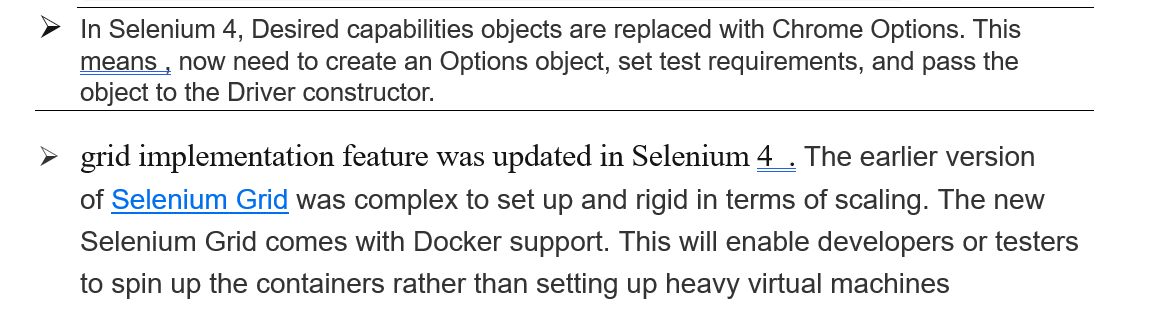 ➢ In Selenium 4, Desired capabilities objects are replaced with Chrome Options. This
means , now need to create an Options object, set test requirements, and pass the
object to the Driver constructor.
➢ grid implementation feature was updated in Selenium 4 . The earlier version
of Selenium Grid was complex to set up and rigid in terms of scaling. The new
Selenium Grid comes with Docker support. This will enable developers or testers
to spin up the containers rather than setting up heavy virtual machines